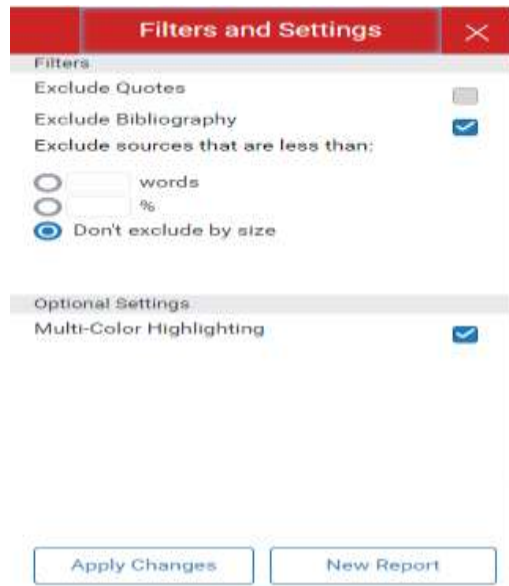 Filters and Settings
Filters
Exclude Quotes
Exclude Bibliography
Exclude sources that are less than:
words
%
Don't exclude by size
Optional Settings
Multi-Color Highlighting
Apply Changes
New Report